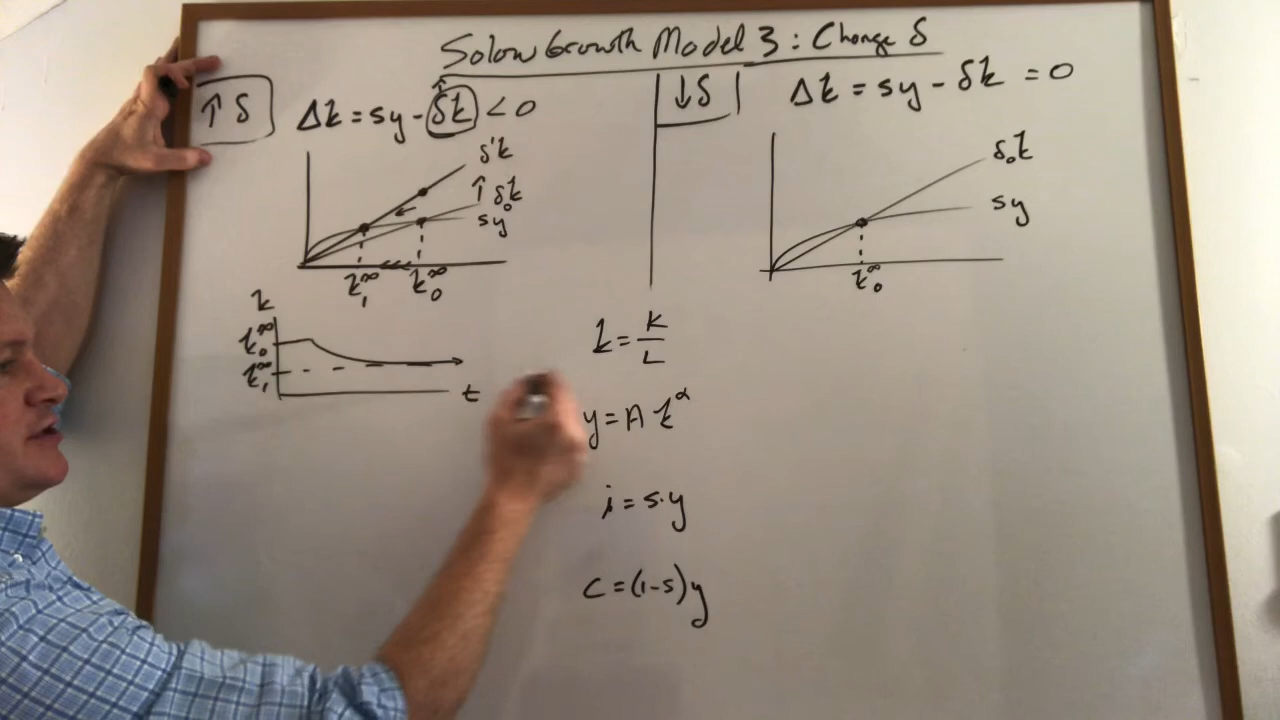 Solow Growth Model 3: Change δ
↑ δ
Δk = sy - δk < 0
δ'k
↑ δ₀k
sy
k₁^∞
k₀^∞
k
k₀^∞
k₁^∞
t
↓δ
Δk = sy - δk = 0
δ₀k
sy
k₀^∞
k = K/L
y = A k^α
i = s·y
c = (1-s)y